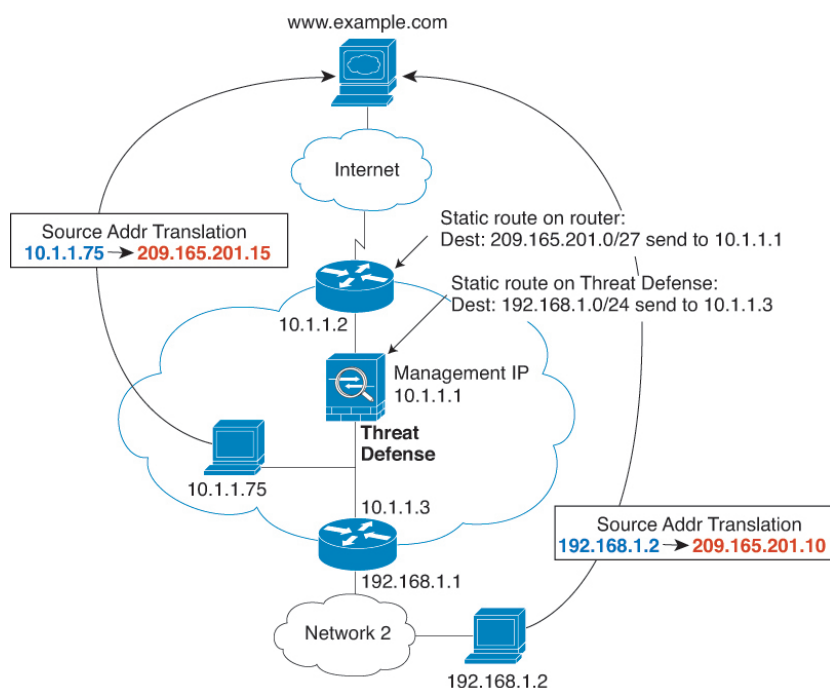 www.example.com
Internet
Source Addr Translation
10.1.1.75 → 209.165.201.15
Static route on router:
Dest: 209.165.201.0/27 send to 10.1.1.1
Static route on Threat Defense:
Dest: 192.168.1.0/24 send to 10.1.1.3
10.1.1.2
Management IP
10.1.1.1
Threat
Defense
10.1.1.75
10.1.1.3
Source Addr Translation
192.168.1.2 → 209.165.201.10
192.168.1.1
Network 2
192.168.1.2